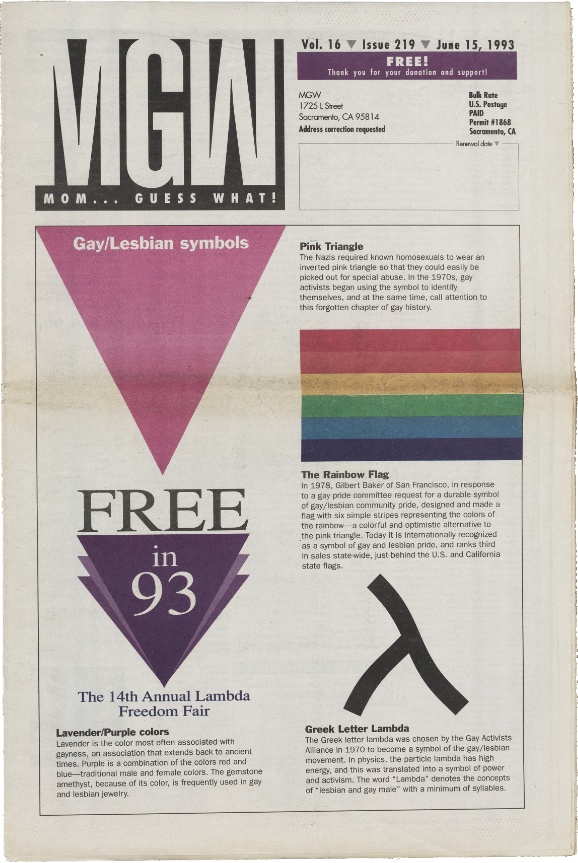 MGW
MOM... GUESS WHAT!
Vol. 16 ▼ Issue 219 ▼ June 15, 1993
FREE!
Thank you for your donation and support!
MGW
1725 L Street
Sacramento, CA 95814
Address correction requested
Bulk Rate
U.S. Postage
PAID
Permit #1868
Sacramento, CA
Renewal date ▼
Gay/Lesbian symbols
Pink Triangle
The Nazis required known homosexuals to wear an
inverted pink triangle so that they could easily be
picked out for special abuse. In the 1970s, gay
activists began using the symbol to identify
themselves, and at the same time, call attention to
this forgotten chapter of gay history.
The Rainbow Flag
In 1978, Gilbert Baker of San Francisco, in response
to a gay pride committee request for a durable symbol
of gay/lesbian community pride, designed and made a
flag with six simple stripes representing the colors of
the rainbow—a colorful and optimistic alternative to
the pink triangle. Today it is internationally recognized
as a symbol of gay and lesbian pride, and ranks third
in sales state-wide, just behind the U.S. and California
state flags.
FREE
in
93
The 14th Annual Lambda
Freedom Fair
Lavender/Purple colors
Lavender is the color most often associated with
gayness, an association that extends back to ancient
times. Purple is a combination of the colors red and
blue—traditional male and female colors. The gemstone
amethyst, because of its color, is frequently used in gay
and lesbian jewelry.
λ
Greek Letter Lambda
The Greek letter lambda was chosen by the Gay Activists
Alliance in 1970 to become a symbol of the gay/lesbian
movement. In physics, the particle lambda has high
energy, and this was translated into a symbol of power
and activism. The word "Lambda" denotes the concepts
of "lesbian and gay male" with a minimum of syllables.